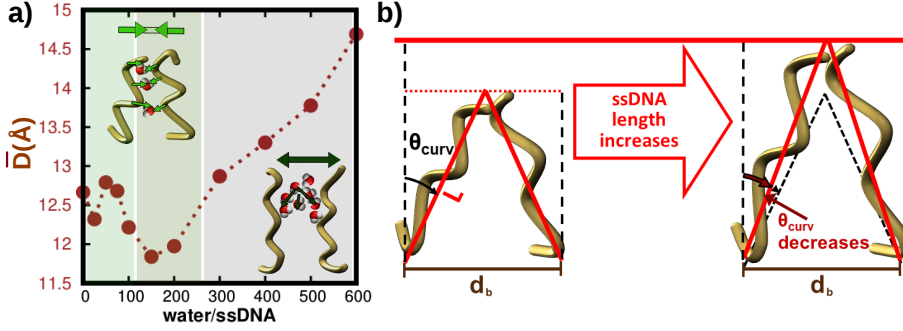 a)
15
14.5
14
13.5
13
12.5
12
11.5
D̄(Å)
0 100 200 300 400 500 600
water/ssDNA
b)
θcurv
L
ssDNA
length
increases
θcurv
decreases
db
db